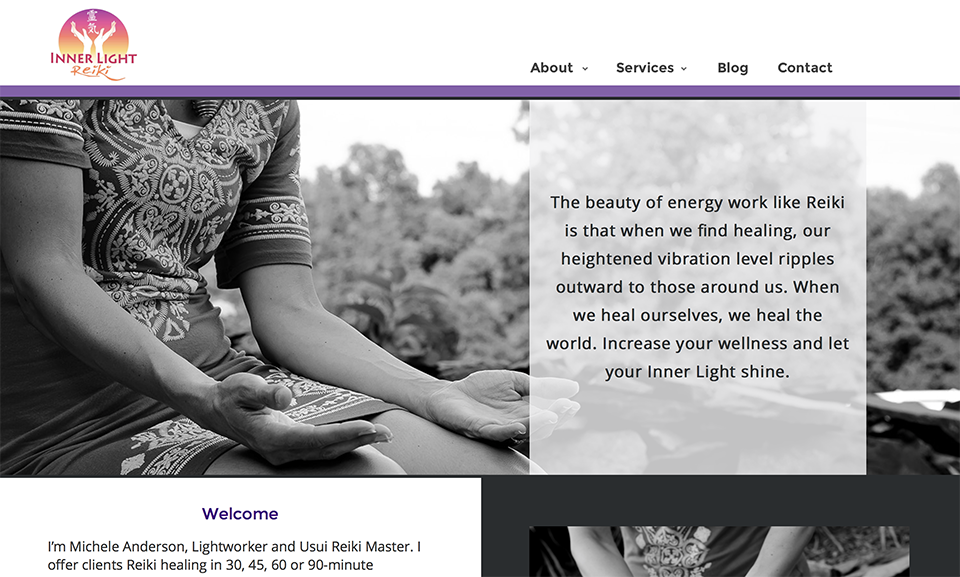 靈
氣
INNER LIGHT
Reiki
About
Services
Blog
Contact
The beauty of energy work like Reiki
is that when we find healing, our
heightened vibration level ripples
outward to those around us. When
we heal ourselves, we heal the
world. Increase your wellness and let
your Inner Light shine.
Welcome
I’m Michele Anderson, Lightworker and Usui Reiki Master. I
offer clients Reiki healing in 30, 45, 60 or 90-minute